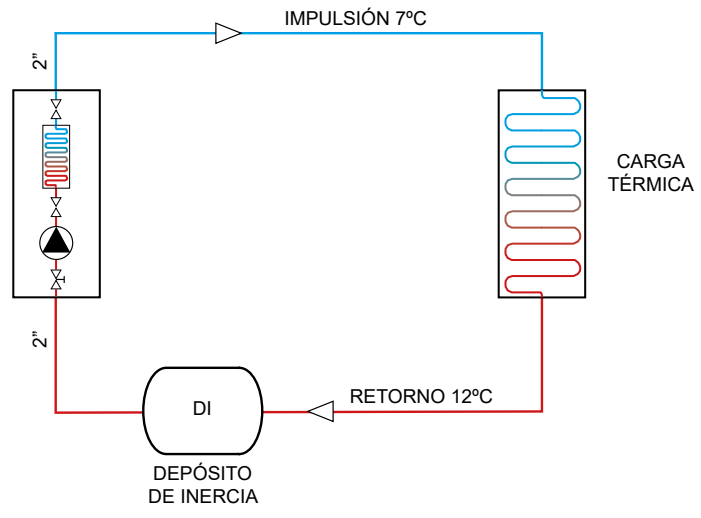 IMPULSIÓN 7ºC
2”
CARGA
TÉRMICA
2”
RETORNO 12ºC
DI
DEPÓSITO
DE INERCIA